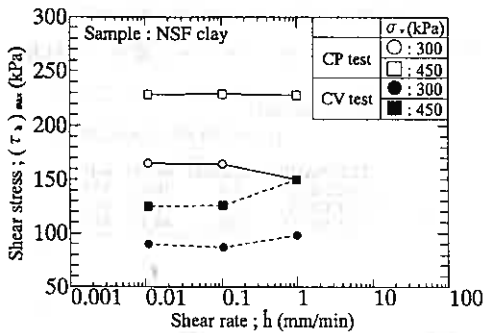 Sample : NSF clay
σv(kPa)
CP test
○ : 300
□ : 450
CV test
● : 300
■ : 450
Shear stress ; (τh) max (kPa)
300
250
200
150
100
50
0.001 0.01 0.1 1 10 100
Shear rate ; ḣ (mm/min)